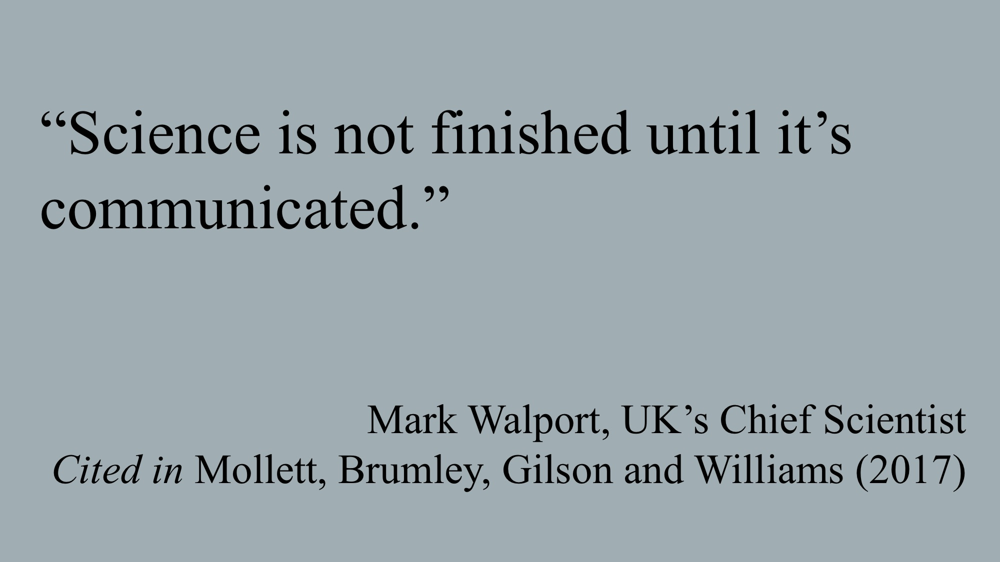 “Science is not finished until it’s
communicated.”
Mark Walport, UK’s Chief Scientist
Cited in Mollett, Brumley, Gilson and Williams (2017)